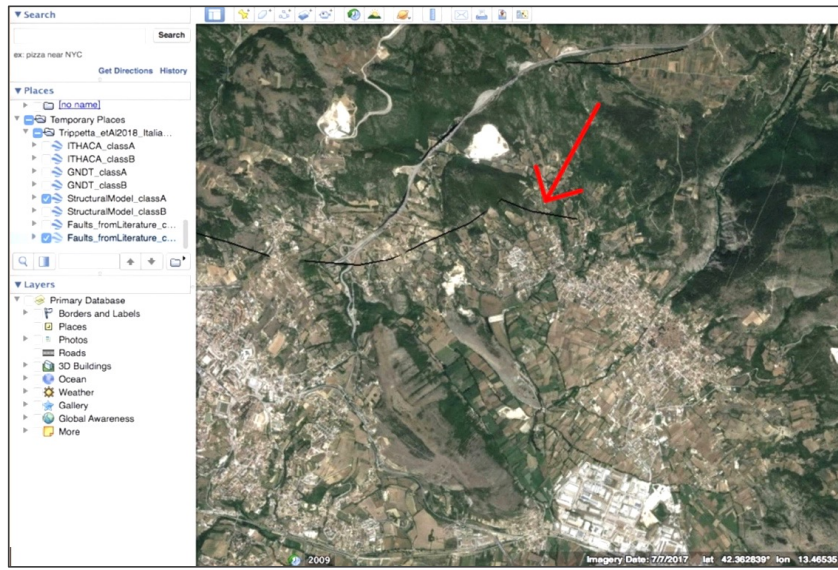 Search
Search
ex: pizza near NYC
Get Directions History
Places
[no name]
Temporary Places
Trippetta_etAl2018_Italia...
ITHACA_classA
ITHACA_classB
GNDT_classA
GNDT_classB
StructuralModel_classA
StructuralModel_classB
Faults_fromLiterature_c...
Faults_fromLiterature_c...
Layers
Primary Database
Borders and Labels
Places
Photos
Roads
3D Buildings
Ocean
Weather
Gallery
Global Awareness
More
2009 Imagery Date: 7/7/2017 lat 42.362839° lon 13.46535